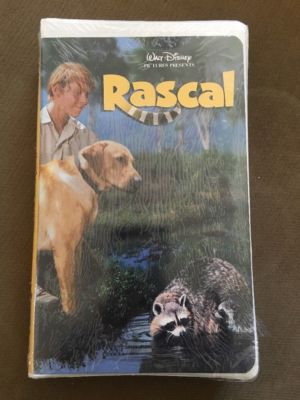 Walt Disney
PICTURES PRESENTS
Rascal